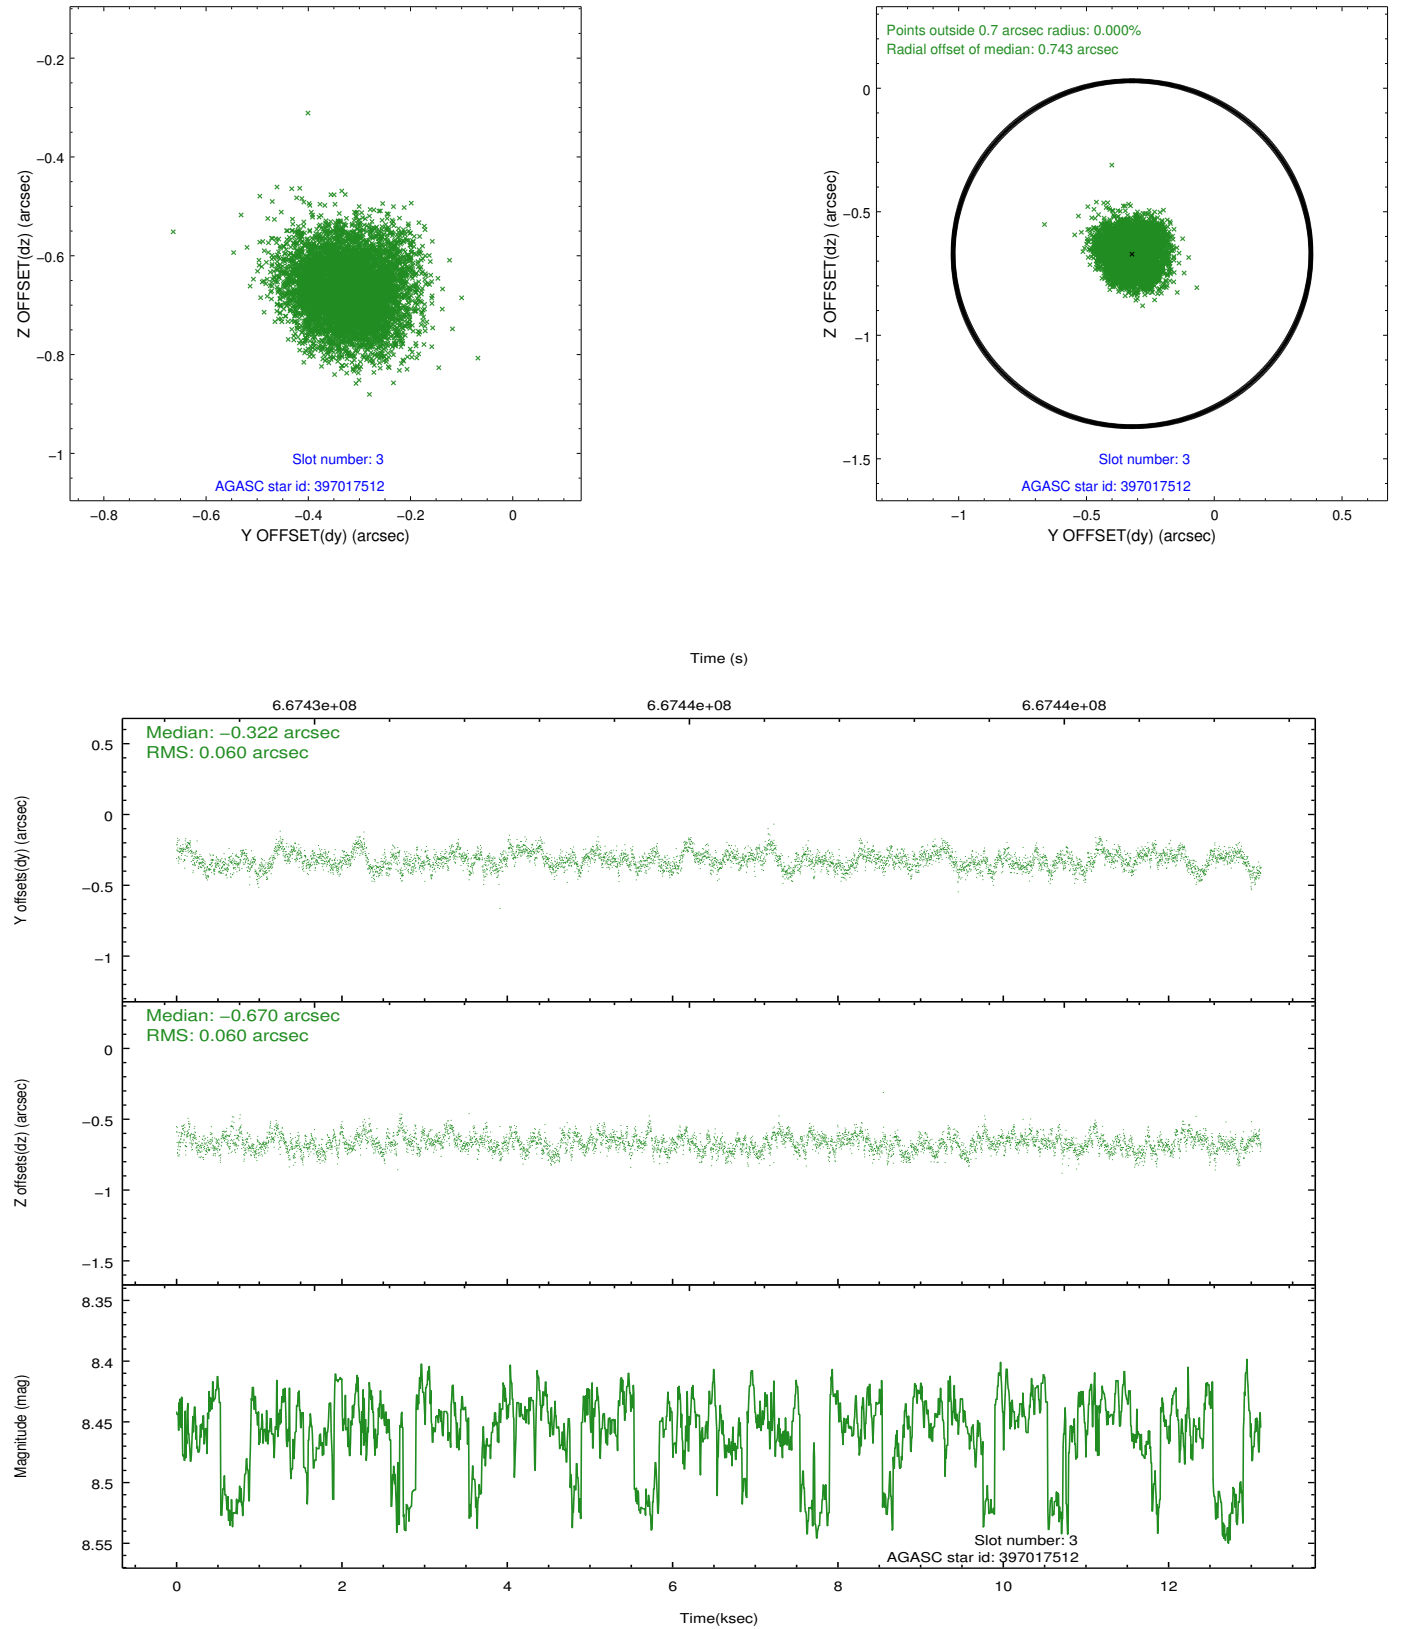 −0.2
−0.4
−0.6
−0.8
−1
Z OFFSET(dz) (arcsec)
Slot number: 3
AGASC star id: 397017512
−0.8 −0.6 −0.4 −0.2 0
Y OFFSET(dy) (arcsec)
Points outside 0.7 arcsec radius: 0.000%
Radial offset of median: 0.743 arcsec
0
−0.5
−1
−1.5
Z OFFSET(dz) (arcsec)
Slot number: 3
AGASC star id: 397017512
−1 −0.5 0 0.5
Y OFFSET(dy) (arcsec)
Time (s)
6.6743e+08 6.6744e+08 6.6744e+08
Median: −0.322 arcsec
RMS: 0.060 arcsec
0.5
0
−0.5
−1
Y offsets(dy) (arcsec)
Median: −0.670 arcsec
RMS: 0.060 arcsec
0
−0.5
−1
−1.5
Z offsets(dz) (arcsec)
8.35
8.4
8.45
8.5
8.55
Magnitude (mag)
Slot number: 3
AGASC star id: 397017512
0 2 4 6 8 10 12
Time(ksec)